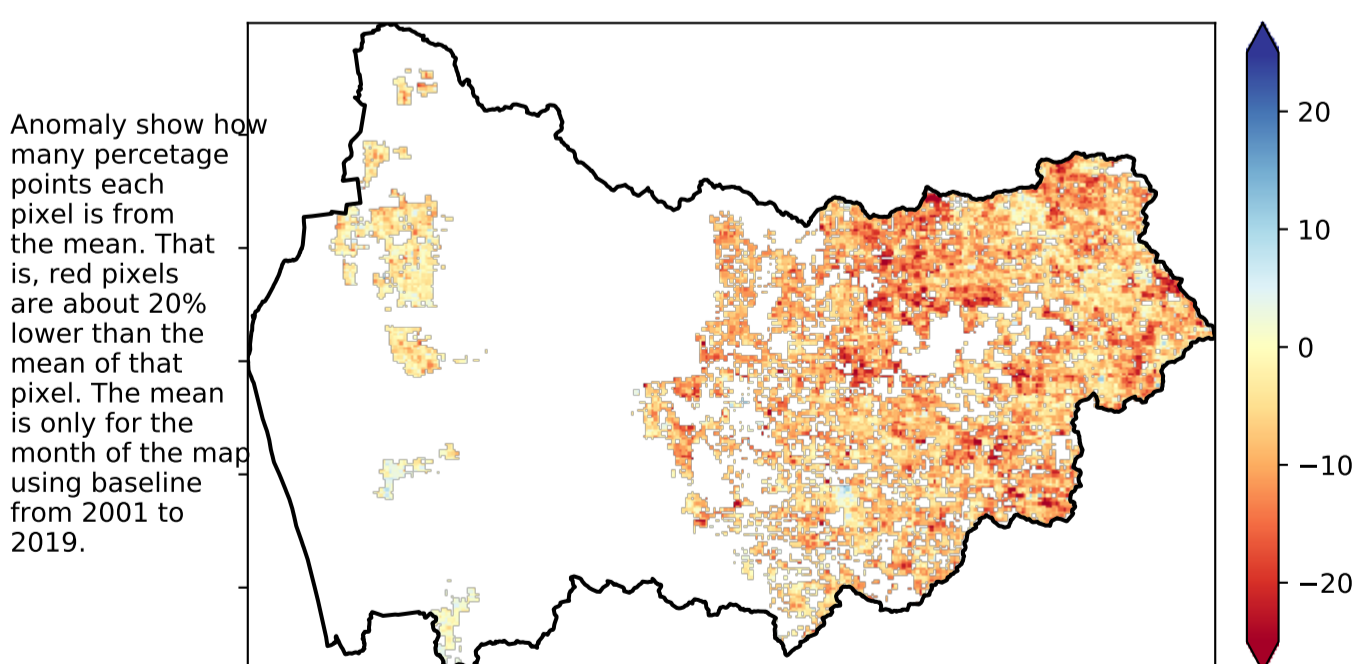 Anomaly show how
many percetage
points each
pixel is from
the mean. That
is, red pixels
are about 20%
lower than the
mean of that
pixel. The mean
is only for the
month of the map
using baseline
from 2001 to
2019.
20
10
0
−10
−20